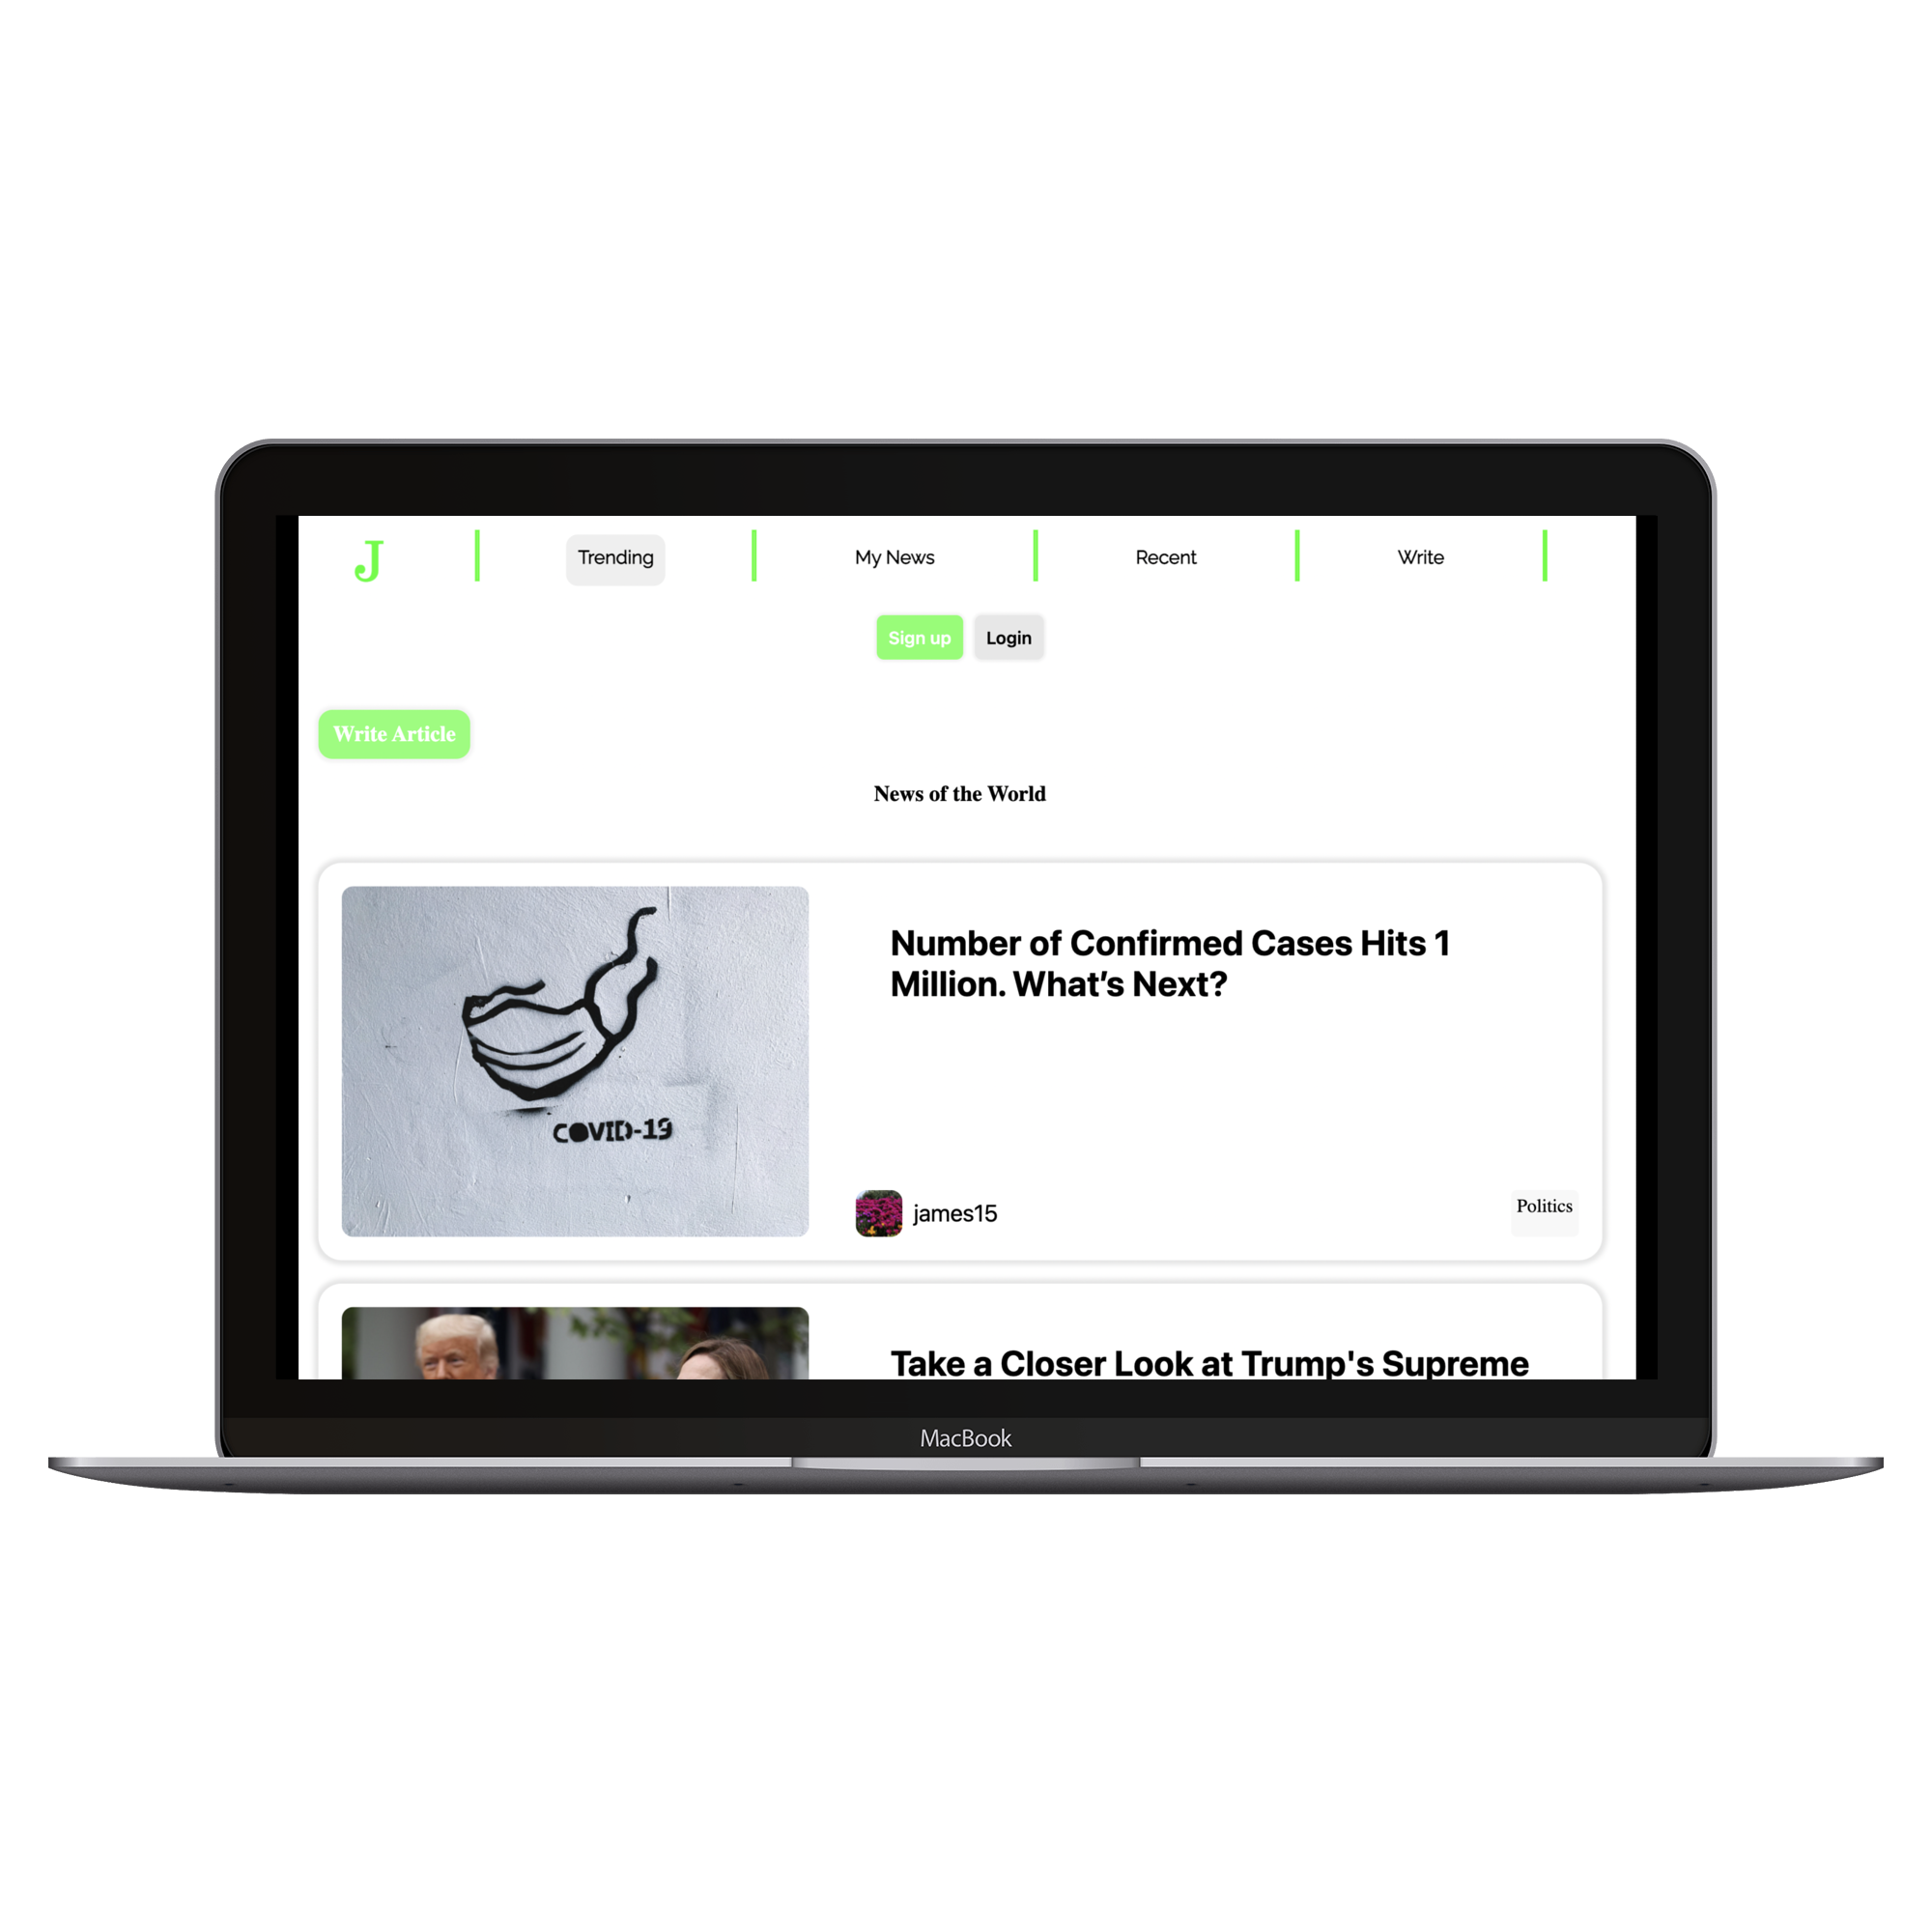 J
Trending
My News
Recent
Write
Sign up
Login
Write Article
News of the World
Number of Confirmed Cases Hits 1
Million. What’s Next?
COVID-19
james15
Politics
Take a Closer Look at Trump's Supreme
MacBook